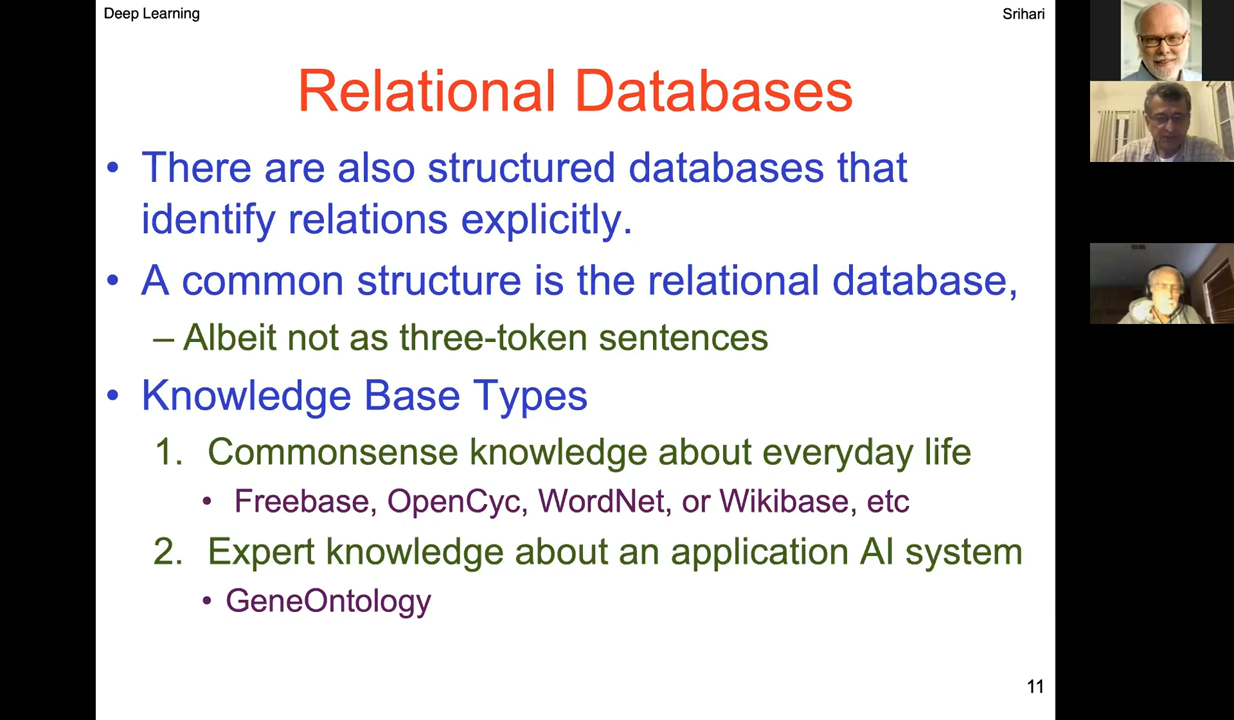 Deep Learning
Srihari
Relational Databases
• There are also structured databases that
identify relations explicitly.
• A common structure is the relational database,
– Albeit not as three-token sentences
• Knowledge Base Types
1. Commonsense knowledge about everyday life
• Freebase, OpenCyc, WordNet, or Wikibase, etc
2. Expert knowledge about an application AI system
• GeneOntology
11